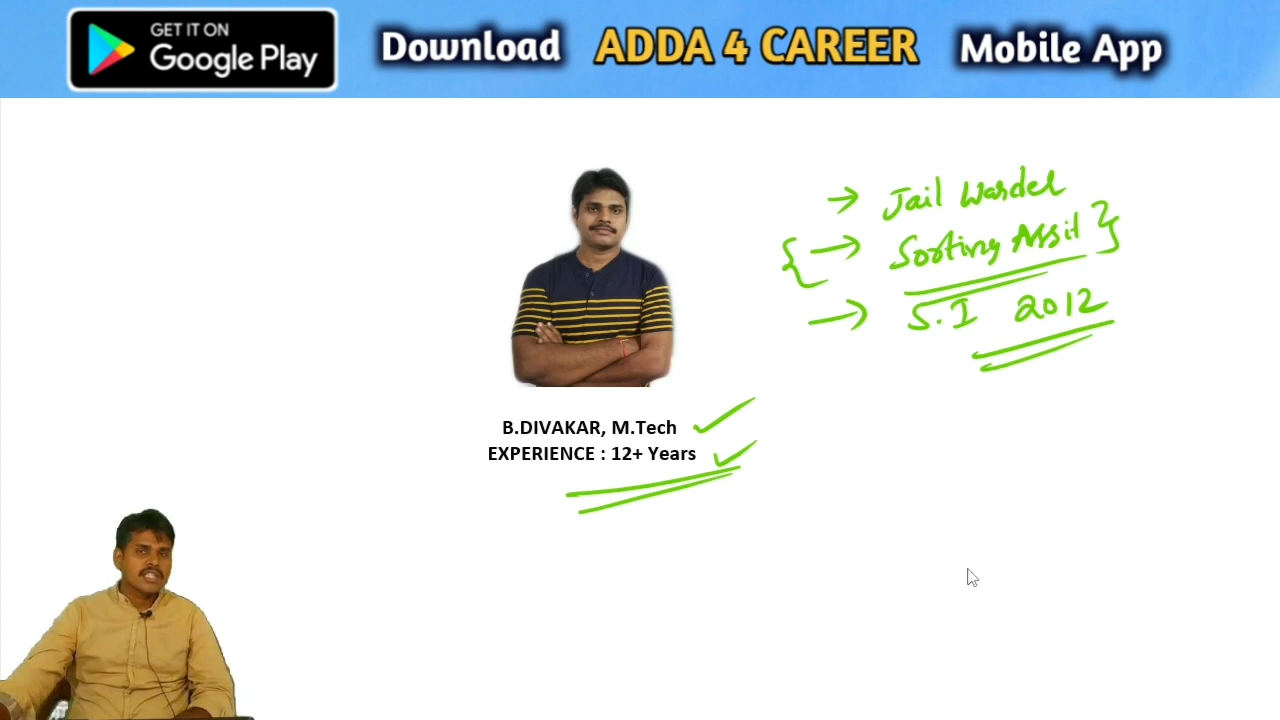 GET IT ON
Google Play
Download ADDA 4 CAREER Mobile App
→ Jail Warder
{ → Sorting Assit }
→ S.I 2012
B.DIVAKAR, M.Tech
EXPERIENCE : 12+ Years